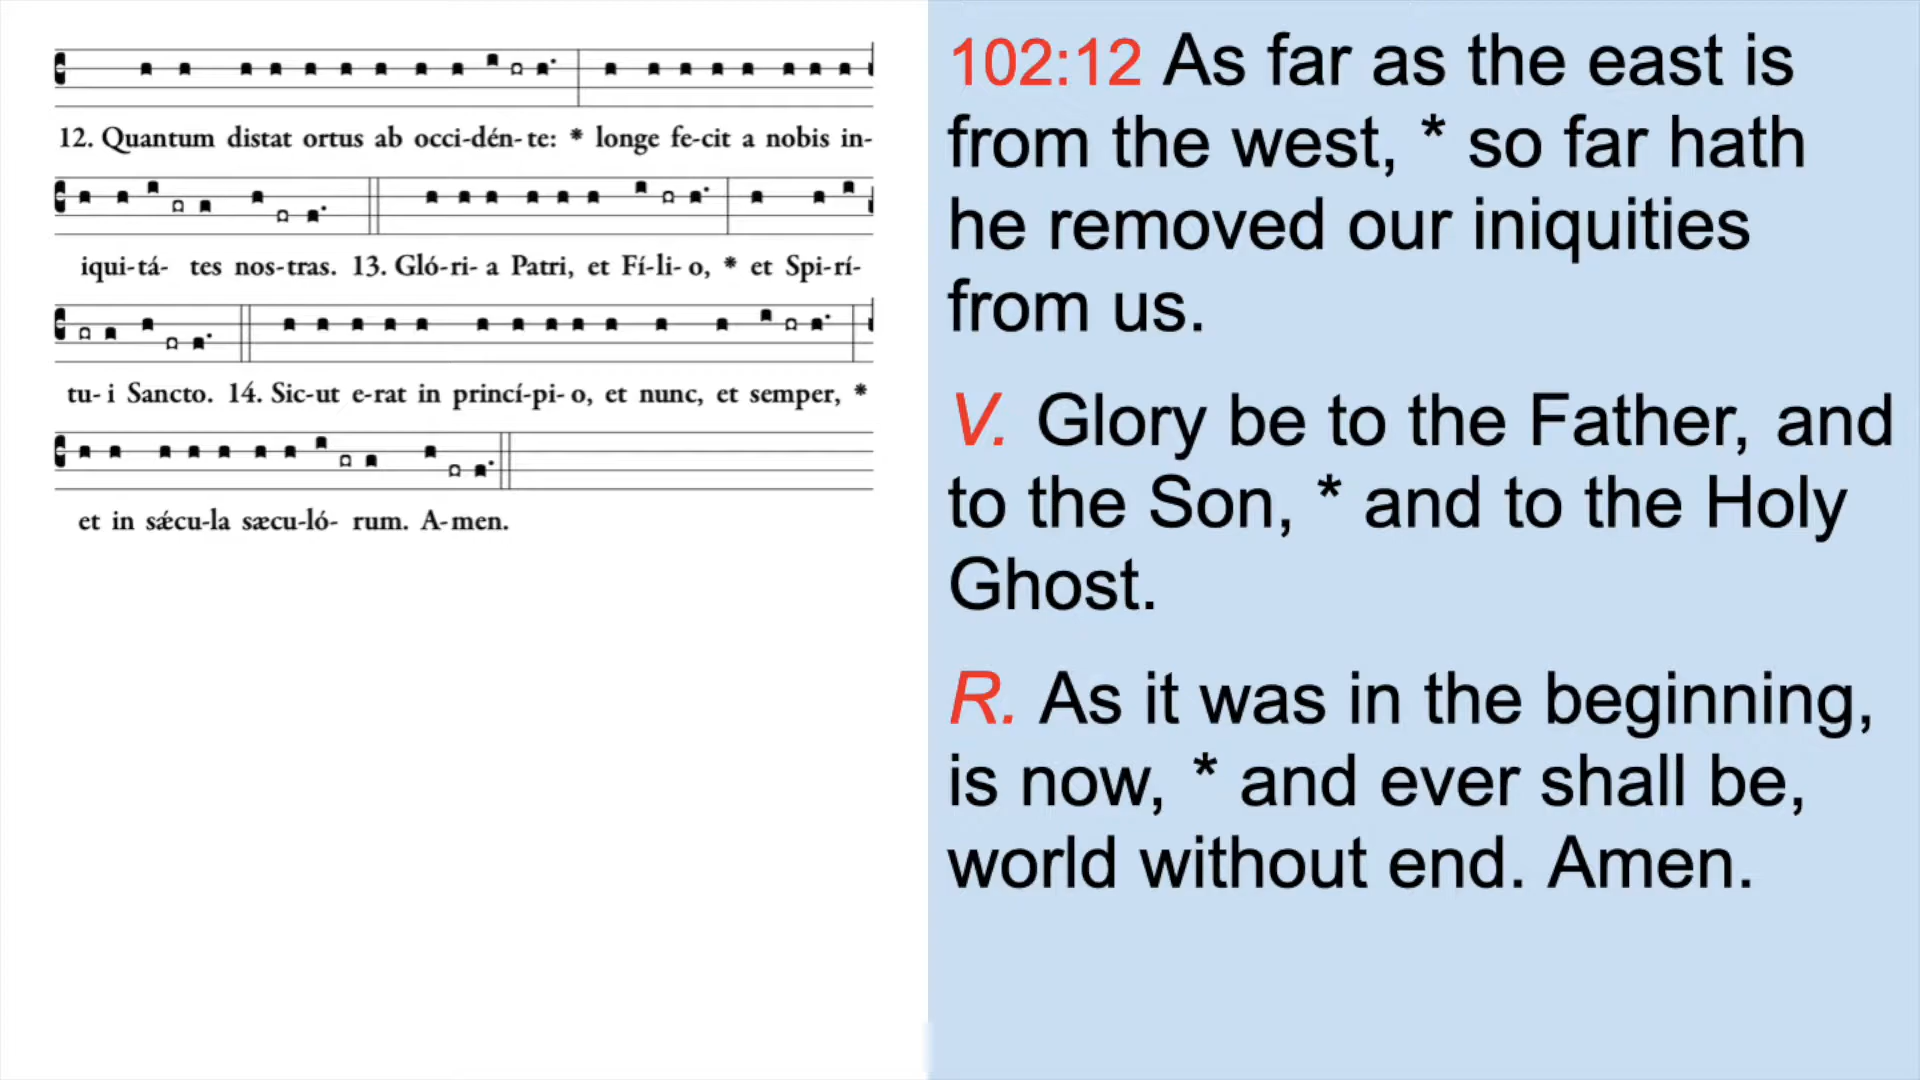 12. Quantum distat ortus ab occi-dén-te: * longe fe-cit a nobis in-
iqui-tá- tes nos-tras. 13. Gló-ri- a Patri, et Fí-li- o, * et Spi-rí-
tu- i Sancto. 14. Sic-ut e-rat in princí-pi- o, et nunc, et semper, *
et in sǽcu-la sæcu-ló- rum. A-men.
102:12 As far as the east is
from the west, * so far hath
he removed our iniquities
from us.
V. Glory be to the Father, and
to the Son, * and to the Holy
Ghost.
R. As it was in the beginning,
is now, * and ever shall be,
world without end. Amen.